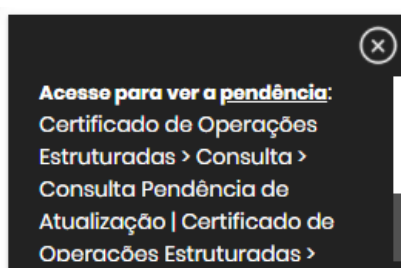 Acesse para ver a pendência:
Certificado de Operações
Estruturadas > Consulta >
Consulta Pendência de
Atualização | Certificado de
Operações Estruturadas >